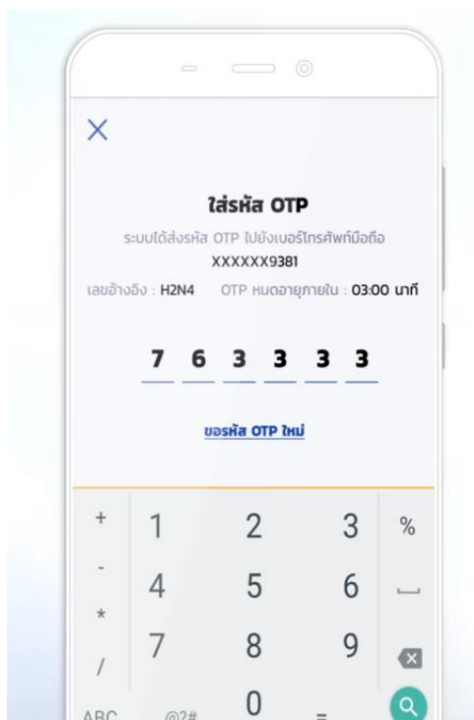 ใส่รหัส OTP
ระบบได้ส่งรหัส OTP ไปยังเบอร์โทรศัพท์มือถือ
XXXXXX9381
เลขอ้างอิง : H2N4 OTP หมดอายุภายใน : 03:00 นาที
7 6 3 3 3 3
ขอรหัส OTP ใหม่
+ 1 2 3 %
- 4 5 6
* 7 8 9
/ 0 =
ABC @?#